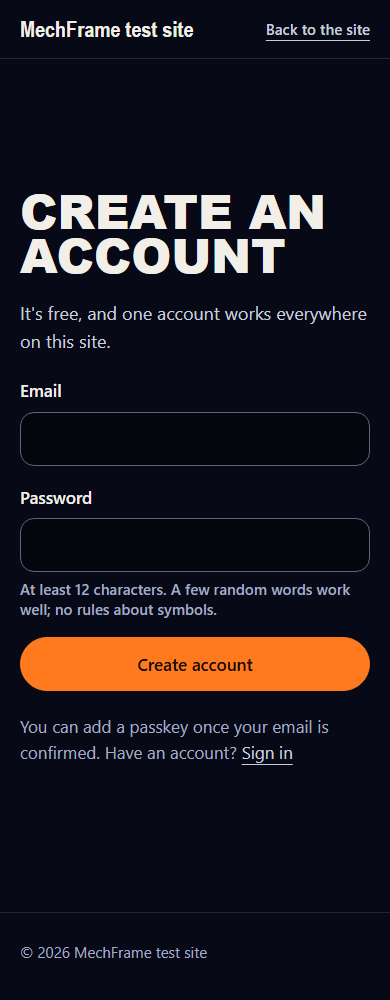 MechFrame test site
Back to the site
CREATE AN
ACCOUNT
It's free, and one account works everywhere
on this site.
Email
Password
At least 12 characters. A few random words work
well; no rules about symbols.
Create account
You can add a passkey once your email is
confirmed. Have an account? Sign in
© 2026 MechFrame test site